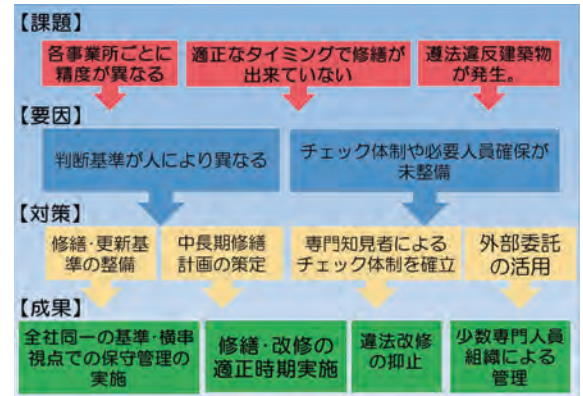 【課題】
各事業所ごとに
精度が異なる
適正なタイミングで修繕が
出来ていない
遵法違反建築物
が発生。
【要因】
判断基準が人により異なる
チェック体制や必要人員確保が
未整備
【対策】
修繕・更新基
準の整備
中長期修繕
計画の策定
専門知見者による
チェック体制を確立
外部委託
の活用
【成果】
全社同一の基準・横串
視点での保守管理の
実施
修繕・改修の
適正時期実施
違法改修
の抑止
少数専門人員
組織による
管理